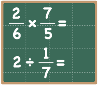 2/6 × 7/5 =
2 ÷ 1/7 =